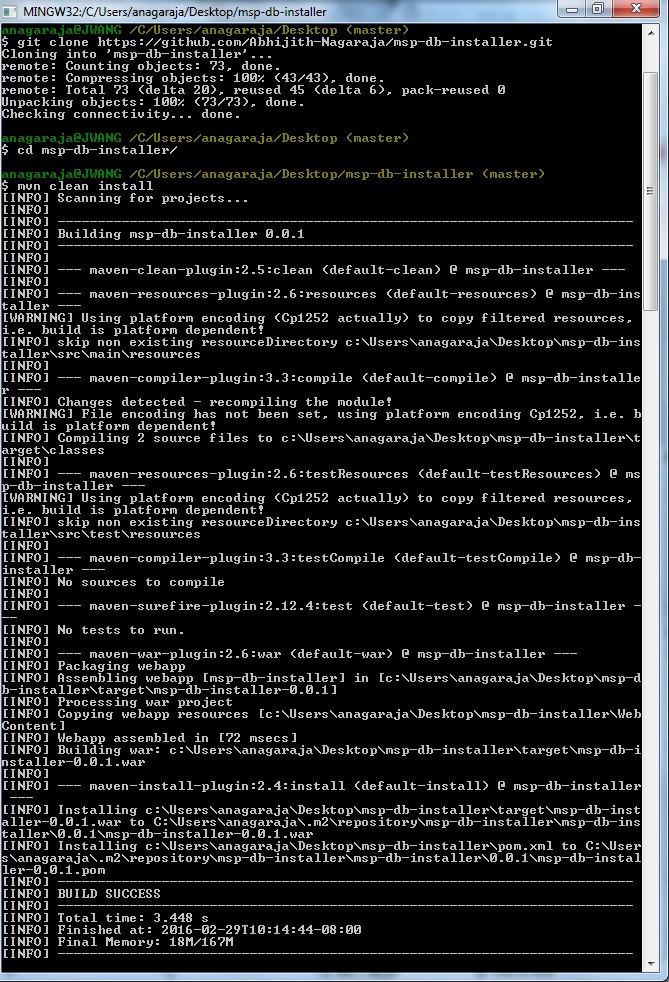 MINGW32:/C/Users/anagaraja/Desktop/msp-db-installer
anagaraja@JWANG /C/Users/anagaraja/Desktop (master)
$ git clone https://github.com/Abhijith-Nagaraja/msp-db-installer.git
Cloning into 'msp-db-installer'...
remote: Counting objects: 73, done.
remote: Compressing objects: 100% (43/43), done.
remote: Total 73 (delta 20), reused 45 (delta 6), pack-reused 0
Unpacking objects: 100% (73/73), done.
Checking connectivity... done.
anagaraja@JWANG /C/Users/anagaraja/Desktop (master)
$ cd msp-db-installer/
anagaraja@JWANG /C/Users/anagaraja/Desktop/msp-db-installer (master)
$ mvn clean install
[INFO] Scanning for projects...
[INFO]
[INFO] ------------------------------------------------------------------------
[INFO] Building msp-db-installer 0.0.1
[INFO] ------------------------------------------------------------------------
[INFO]
[INFO] --- maven-clean-plugin:2.5:clean (default-clean) @ msp-db-installer ---
[INFO]
[INFO] --- maven-resources-plugin:2.6:resources (default-resources) @ msp-db-ins
taller ---
[WARNING] Using platform encoding (Cp1252 actually) to copy filtered resources,
i.e. build is platform dependent!
[INFO] skip non existing resourceDirectory c:\Users\anagaraja\Desktop\msp-db-ins
taller\src\main\resources
[INFO]
[INFO] --- maven-compiler-plugin:3.3:compile (default-compile) @ msp-db-installe
r ---
[INFO] Changes detected - recompiling the module!
[WARNING] File encoding has not been set, using platform encoding Cp1252, i.e. b
uild is platform dependent!
[INFO] Compiling 2 source files to c:\Users\anagaraja\Desktop\msp-db-installer\t
arget\classes
[INFO]
[INFO] --- maven-resources-plugin:2.6:testResources (default-testResources) @ ms
p-db-installer ---
[WARNING] Using platform encoding (Cp1252 actually) to copy filtered resources,
i.e. build is platform dependent!
[INFO] skip non existing resourceDirectory c:\Users\anagaraja\Desktop\msp-db-ins
taller\src\test\resources
[INFO]
[INFO] --- maven-compiler-plugin:3.3:testCompile (default-testCompile) @ msp-db-
installer ---
[INFO] No sources to compile
[INFO]
[INFO] --- maven-surefire-plugin:2.12.4:test (default-test) @ msp-db-installer -
--
[INFO] No tests to run.
[INFO]
[INFO] --- maven-war-plugin:2.6:war (default-war) @ msp-db-installer ---
[INFO] Packaging webapp
[INFO] Assembling webapp [msp-db-installer] in [c:\Users\anagaraja\Desktop\msp-d
b-installer\target\msp-db-installer-0.0.1]
[INFO] Processing war project
[INFO] Copying webapp resources [c:\Users\anagaraja\Desktop\msp-db-installer\Web
Content]
[INFO] Webapp assembled in [72 msecs]
[INFO] Building war: c:\Users\anagaraja\Desktop\msp-db-installer\target\msp-db-i
nstaller-0.0.1.war
[INFO]
[INFO] --- maven-install-plugin:2.4:install (default-install) @ msp-db-installer
---
[INFO] Installing c:\Users\anagaraja\Desktop\msp-db-installer\target\msp-db-inst
aller-0.0.1.war to C:\Users\anagaraja\.m2\repository\msp-db-installer\msp-db-ins
taller\0.0.1\msp-db-installer-0.0.1.war
[INFO] Installing c:\Users\anagaraja\Desktop\msp-db-installer\pom.xml to C:\User
s\anagaraja\.m2\repository\msp-db-installer\msp-db-installer\0.0.1\msp-db-instal
ler-0.0.1.pom
[INFO] ------------------------------------------------------------------------
[INFO] BUILD SUCCESS
[INFO] ------------------------------------------------------------------------
[INFO] Total time: 3.448 s
[INFO] Finished at: 2016-02-29T10:14:44-08:00
[INFO] Final Memory: 18M/167M
[INFO] ------------------------------------------------------------------------